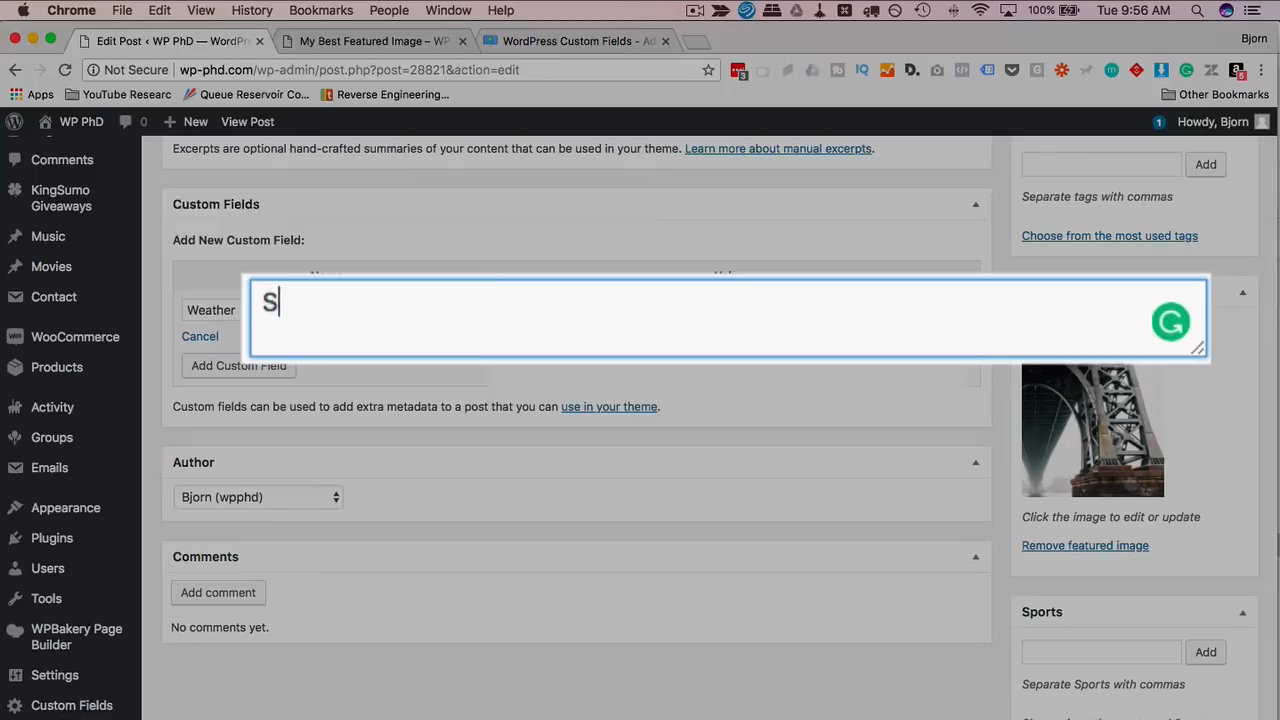 Chrome File Edit View History Bookmarks People Window Help 100% Tue 9:56 AM
Edit Post ‹ WP PhD — WordPr
My Best Featured Image – WP
WordPress Custom Fields - Ad
Bjorn
Not Secure wp-phd.com/wp-admin/post.php?post=28821&action=edit
Apps YouTube Researc Queue Reservoir Co... Reverse Engineering... Other Bookmarks
WP PhD 0 New View Post 1 Howdy, Bjorn
Comments
KingSumo
Giveaways
Music
Movies
Contact
WooCommerce
Products
Activity
Groups
Emails
Appearance
Plugins
Users
Tools
WPBakery Page
Builder
Settings
Custom Fields
Excerpts are optional hand-crafted summaries of your content that can be used in your theme. Learn more about manual excerpts.
Custom Fields
Add New Custom Field:
Weather
S
Cancel
Add Custom Field
Custom fields can be used to add extra metadata to a post that you can use in your theme.
Author
Bjorn (wpphd)
Comments
Add comment
No comments yet.
Add
Separate tags with commas
Choose from the most used tags
Click the image to edit or update
Remove featured image
Sports
Add
Separate Sports with commas